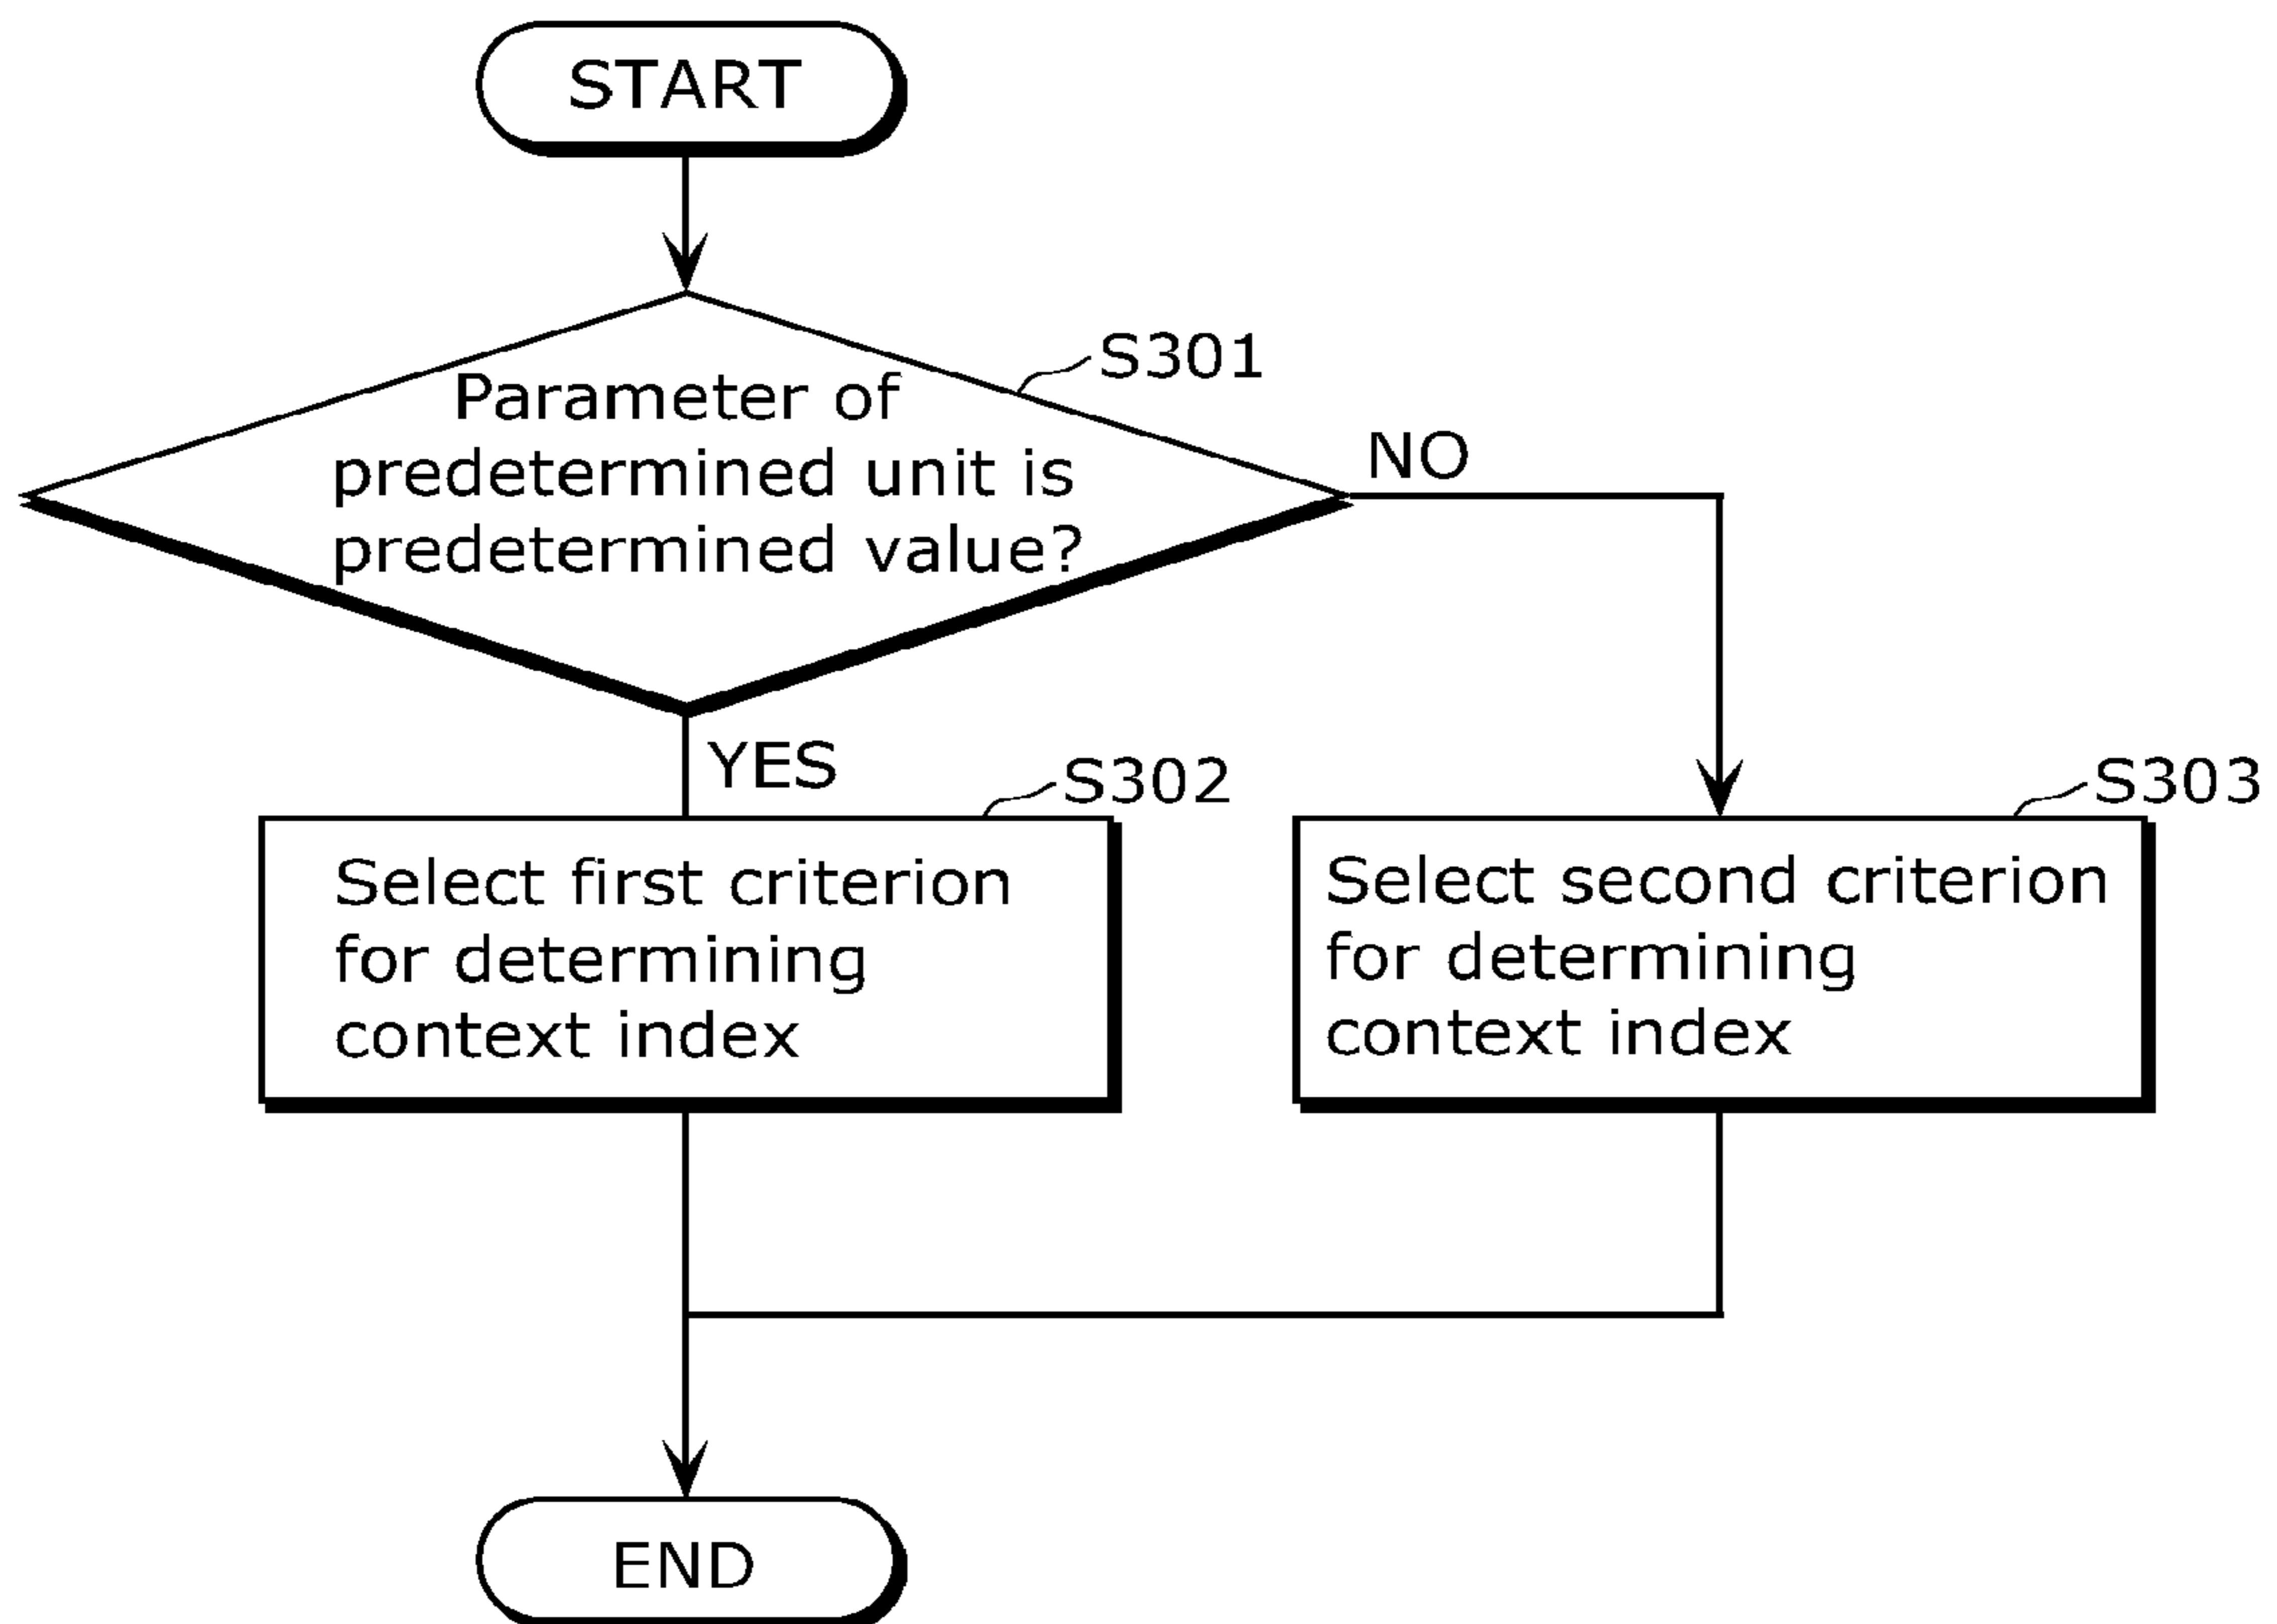 START
S301
Parameter of
predetermined unit is
predetermined value?
NO
YES
S302
Select first criterion
for determining
context index
S303
Select second criterion
for determining
context index
END